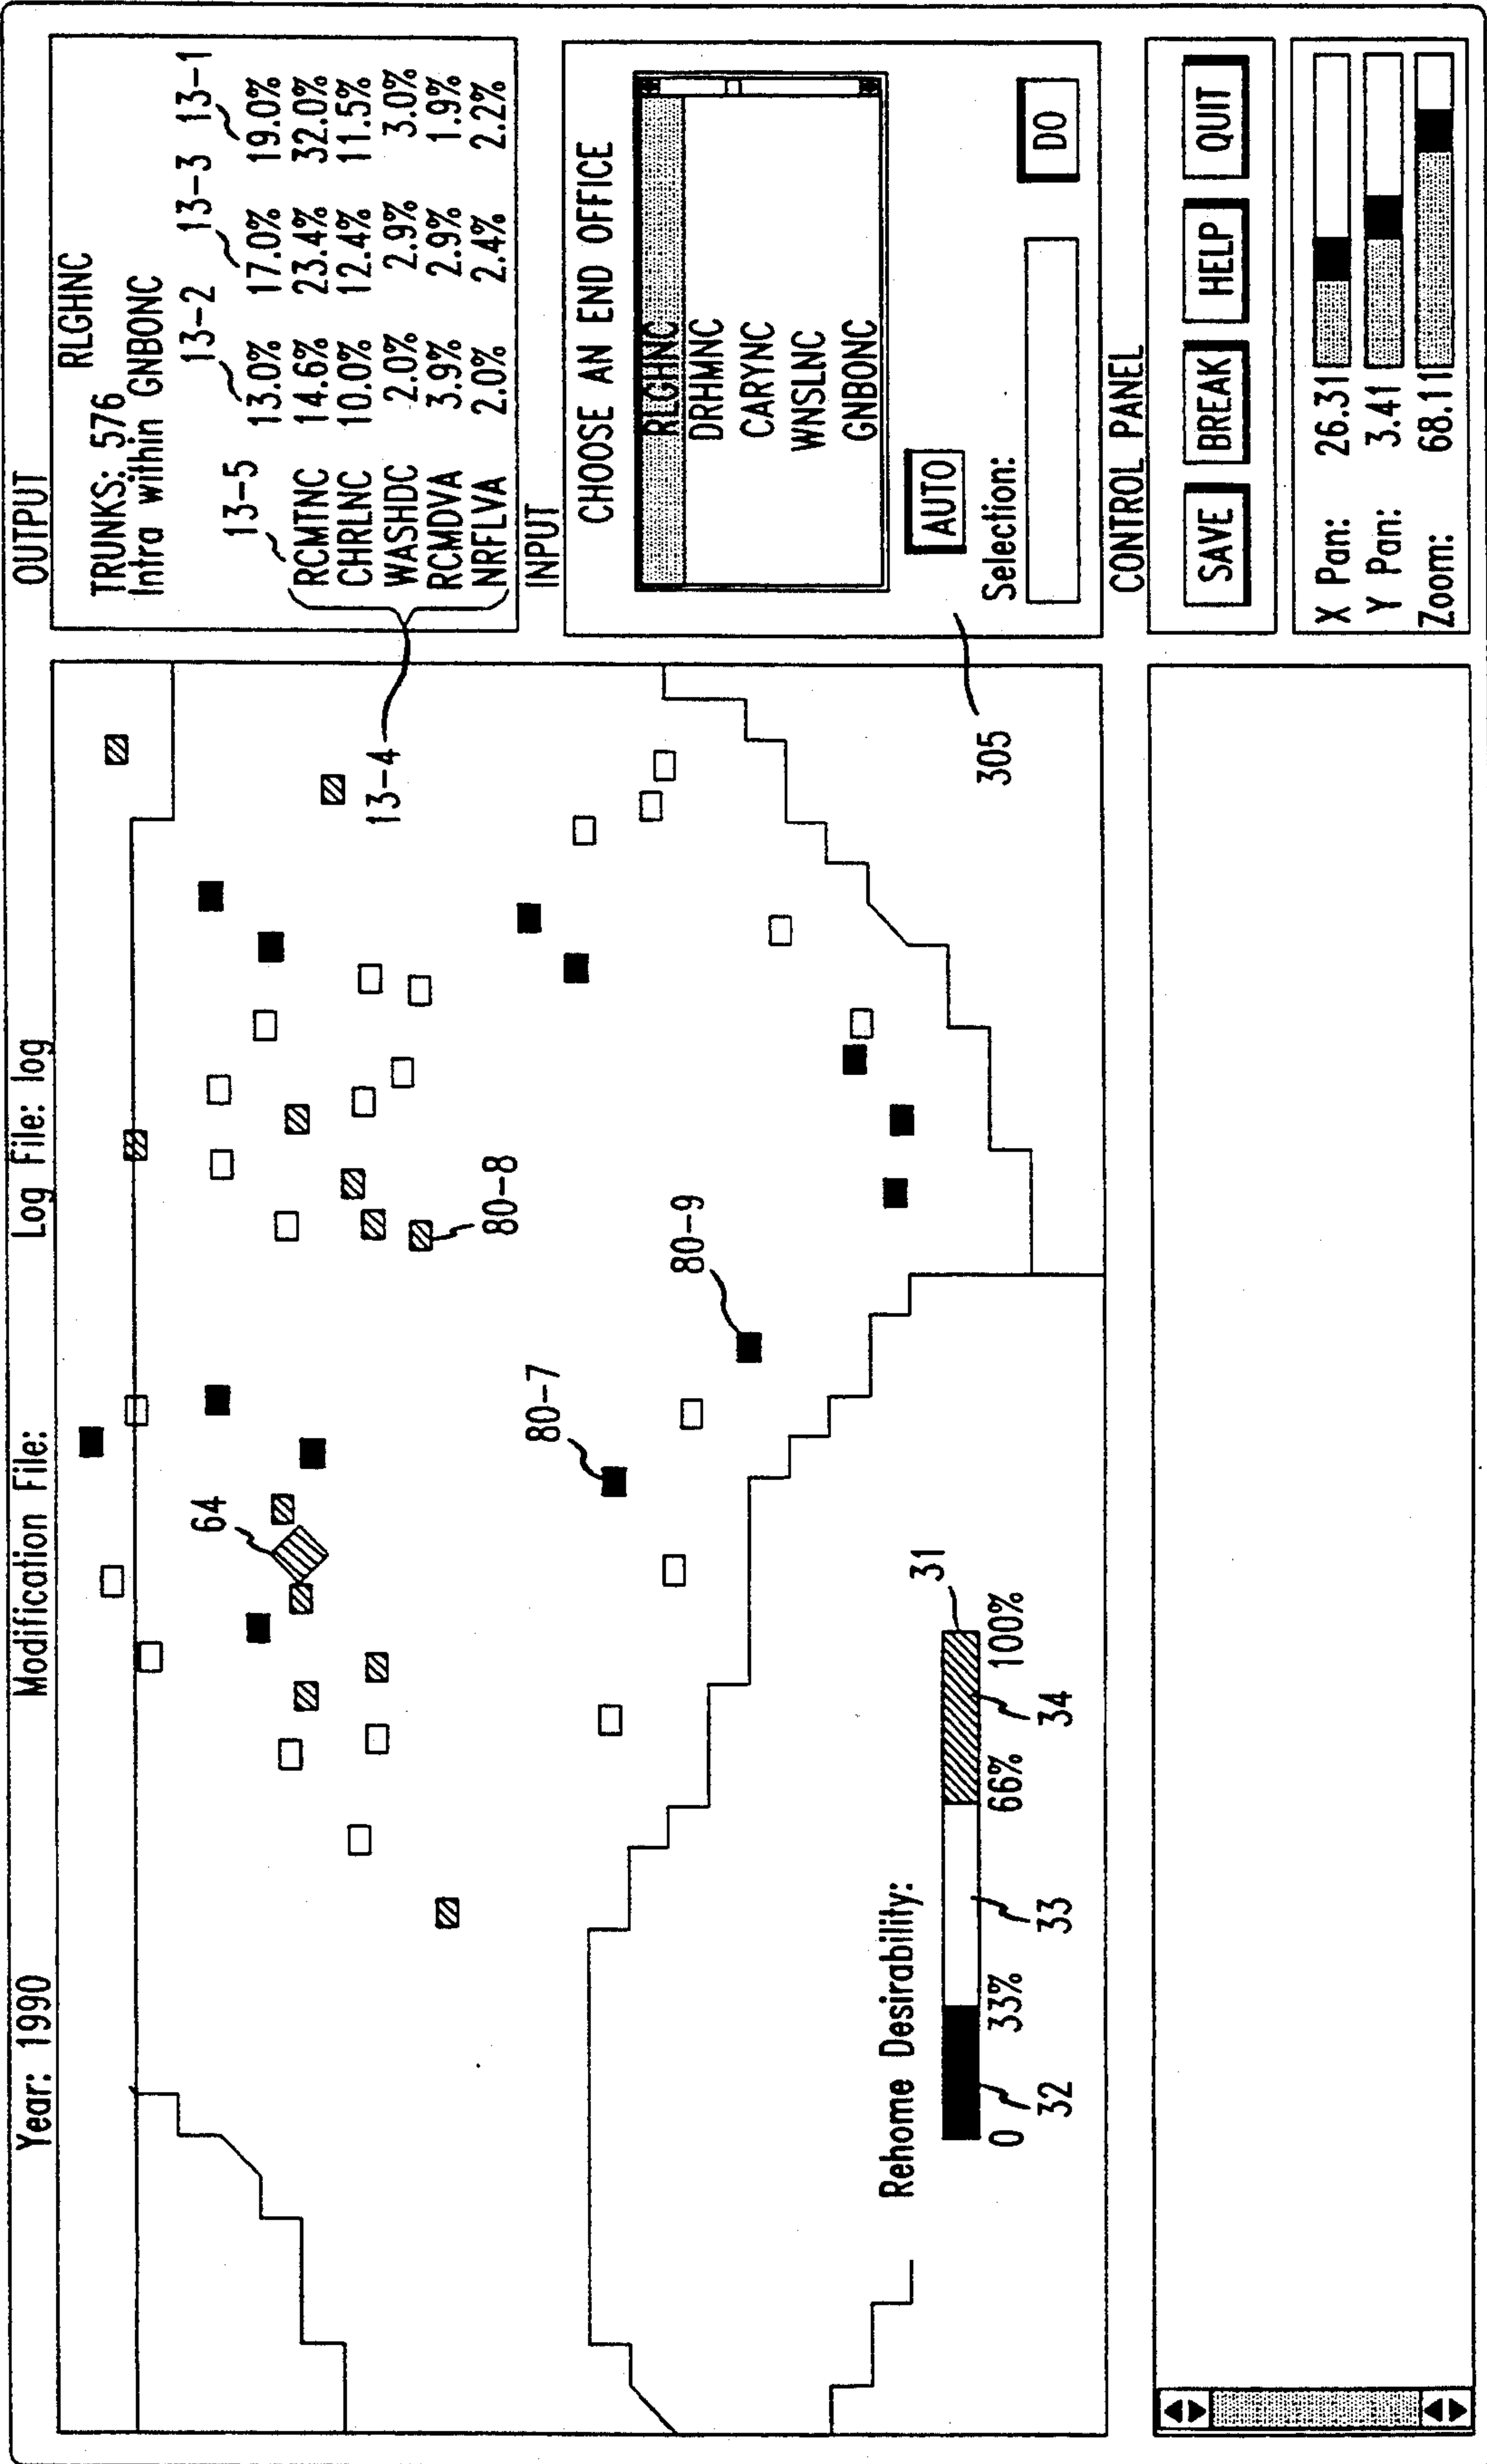 Year: 1990 Modification File: Log File: log
OUTPUT
RLGHNC
TRUNKS: 576
Intra within GNBONC
13-5 13-2 13-3 13-1
13.0% 17.0% 19.0%
RCMTNC 14.6% 23.4% 32.0%
CHRLNC 10.0% 12.4% 11.5%
WASHDC 2.0% 2.9% 3.0%
RCMDVA 3.9% 2.9% 1.9%
NRFLVA 2.0% 2.4% 2.2%
13-4
INPUT
CHOOSE AN END OFFICE
RLGHNC
DRHMNC
CARYNC
WNSLNC
GNBONC
AUTO
DO
Selection:
305
CONTROL PANEL
SAVE BREAK HELP QUIT
X Pan: 26.31
Y Pan: 3.41
Zoom: 68.11
64
80-8
80-7
80-9
Rehome Desirability:
31
0 33% 66% 100%
32 33 34